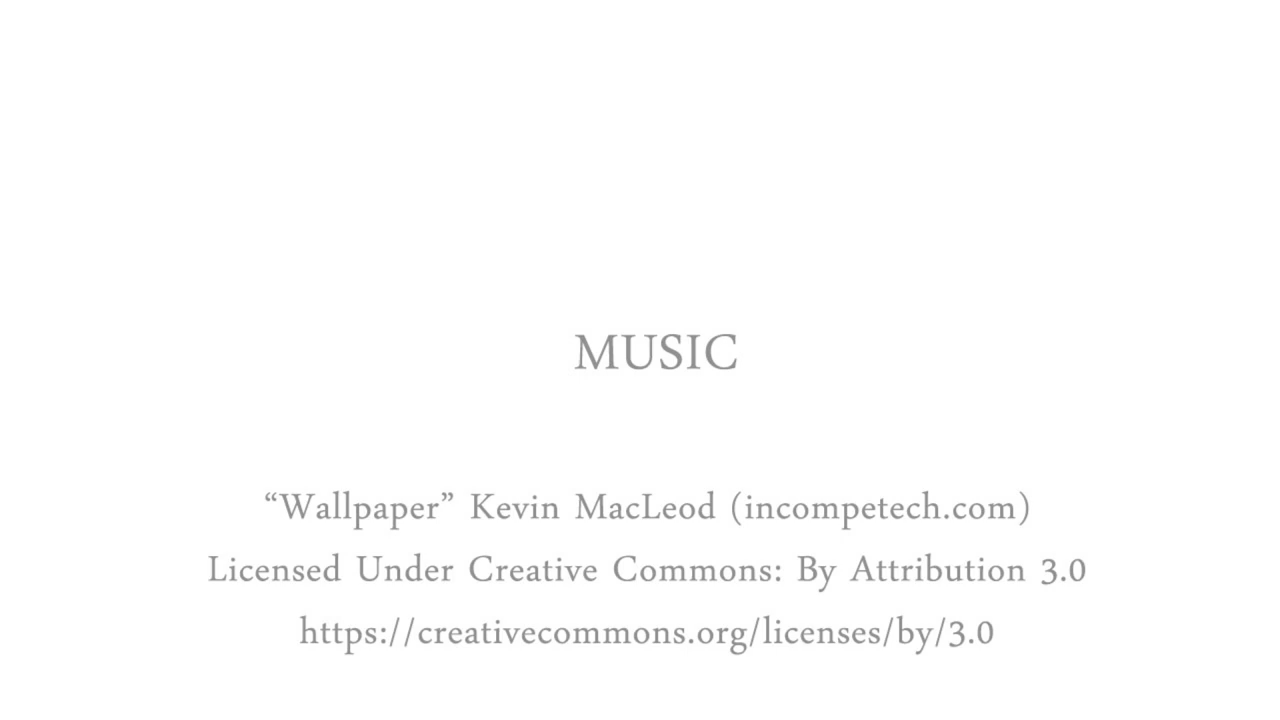 MUSIC
“Wallpaper” Kevin MacLeod (incompetech.com)
Licensed Under Creative Commons: By Attribution 3.0
https://creativecommons.org/licenses/by/3.0